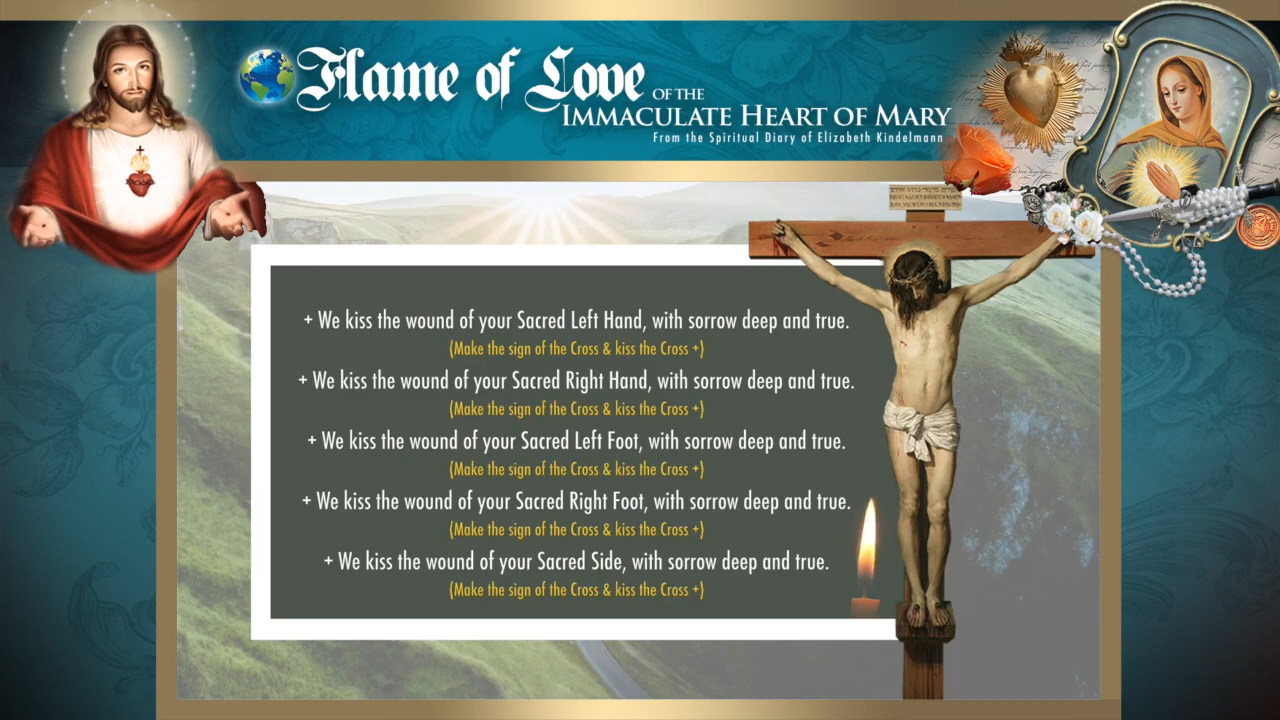 Flame of Love OF THE
IMMACULATE HEART OF MARY
From the Spiritual Diary of Elizabeth Kindelmann
+ We kiss the wound of your Sacred Left Hand, with sorrow deep and true.
(Make the sign of the Cross & kiss the Cross +)
+ We kiss the wound of your Sacred Right Hand, with sorrow deep and true.
(Make the sign of the Cross & kiss the Cross +)
+ We kiss the wound of your Sacred Left Foot, with sorrow deep and true.
(Make the sign of the Cross & kiss the Cross +)
+ We kiss the wound of your Sacred Right Foot, with sorrow deep and true.
(Make the sign of the Cross & kiss the Cross +)
+ We kiss the wound of your Sacred Side, with sorrow deep and true.
(Make the sign of the Cross & kiss the Cross +)